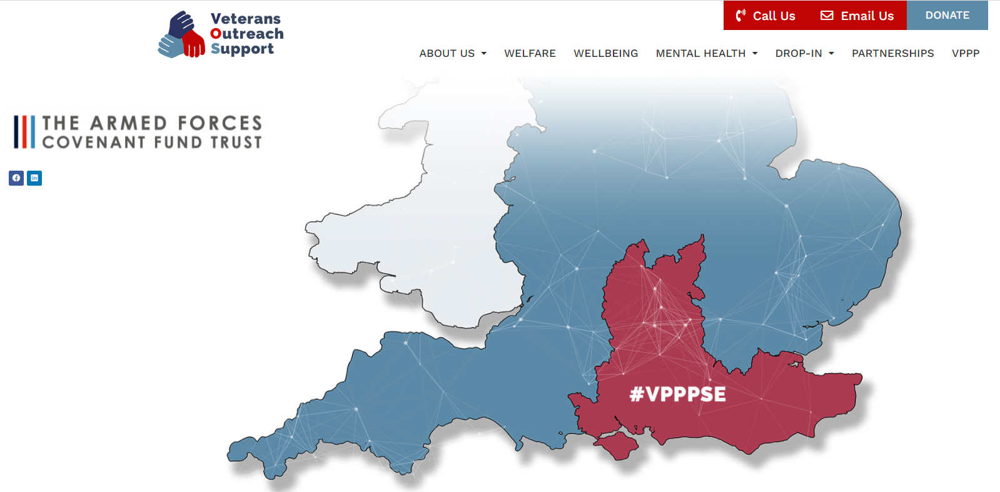 Veterans
Outreach
Support
Call Us
Email Us
DONATE
ABOUT US
WELFARE
WELLBEING
MENTAL HEALTH
DROP-IN
PARTNERSHIPS
VPPP
THE ARMED FORCES
COVENANT FUND TRUST
#VPPPSE